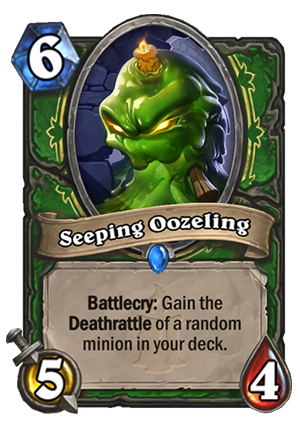 6
Seeping Oozeling
Battlecry: Gain the
Deathrattle of a random
minion in your deck.
5
4